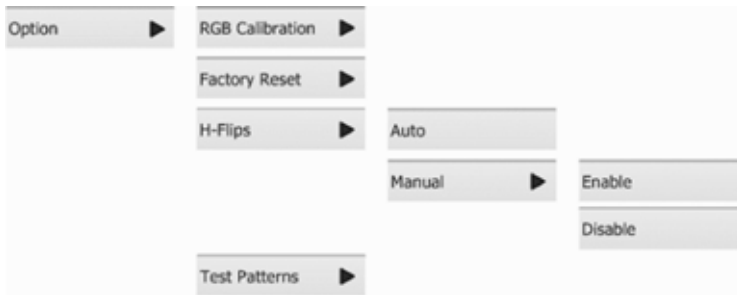 Option
RGB Calibration
Factory Reset
H-Flips
Auto
Manual
Enable
Disable
Test Patterns